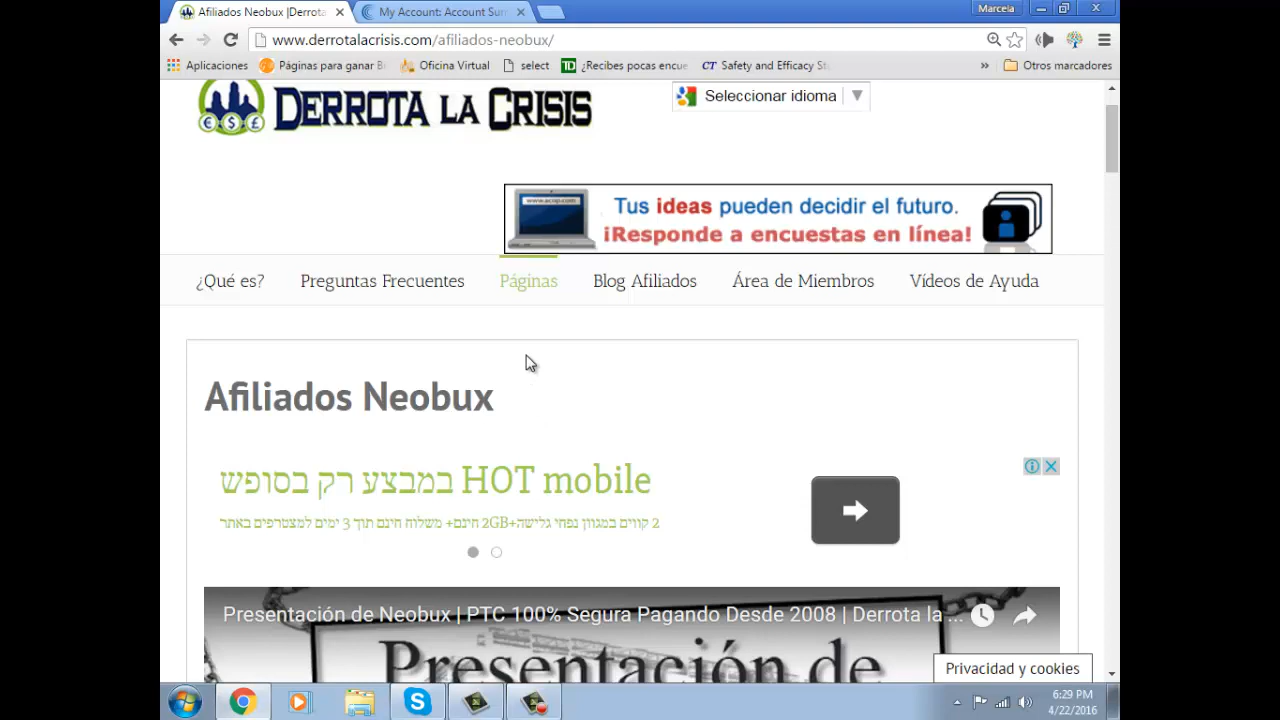 Afiliados Neobux |Derrota
My Account: Account Sum
Marcela
www.derrotalacrisis.com/afiliados-neobux/
Aplicaciones
Páginas para ganar Bi
Oficina Virtual
select
TD
¿Recibes pocas encue
CT
Safety and Efficacy St
»
Otros marcadores
€ $ £
DERROTA LA CRISIS
Seleccionar idioma
Tus ideas pueden decidir el futuro.
¡Responde a encuestas en línea!
¿Qué es?
Preguntas Frecuentes
Páginas
Blog Afiliados
Área de Miembros
Vídeos de Ayuda
Afiliados Neobux
HOT mobile במבצע רק בסופש
2 קווים במגוון נפחי גלישה+2GB חינם+ משלוח חינם תוך 3 ימים למצטרפים באתר
Presentación de Neobux | PTC 100% Segura Pagando Desde 2008 | Derrota la ...
Presentación de
Privacidad y cookies
6:29 PM
4/22/2016